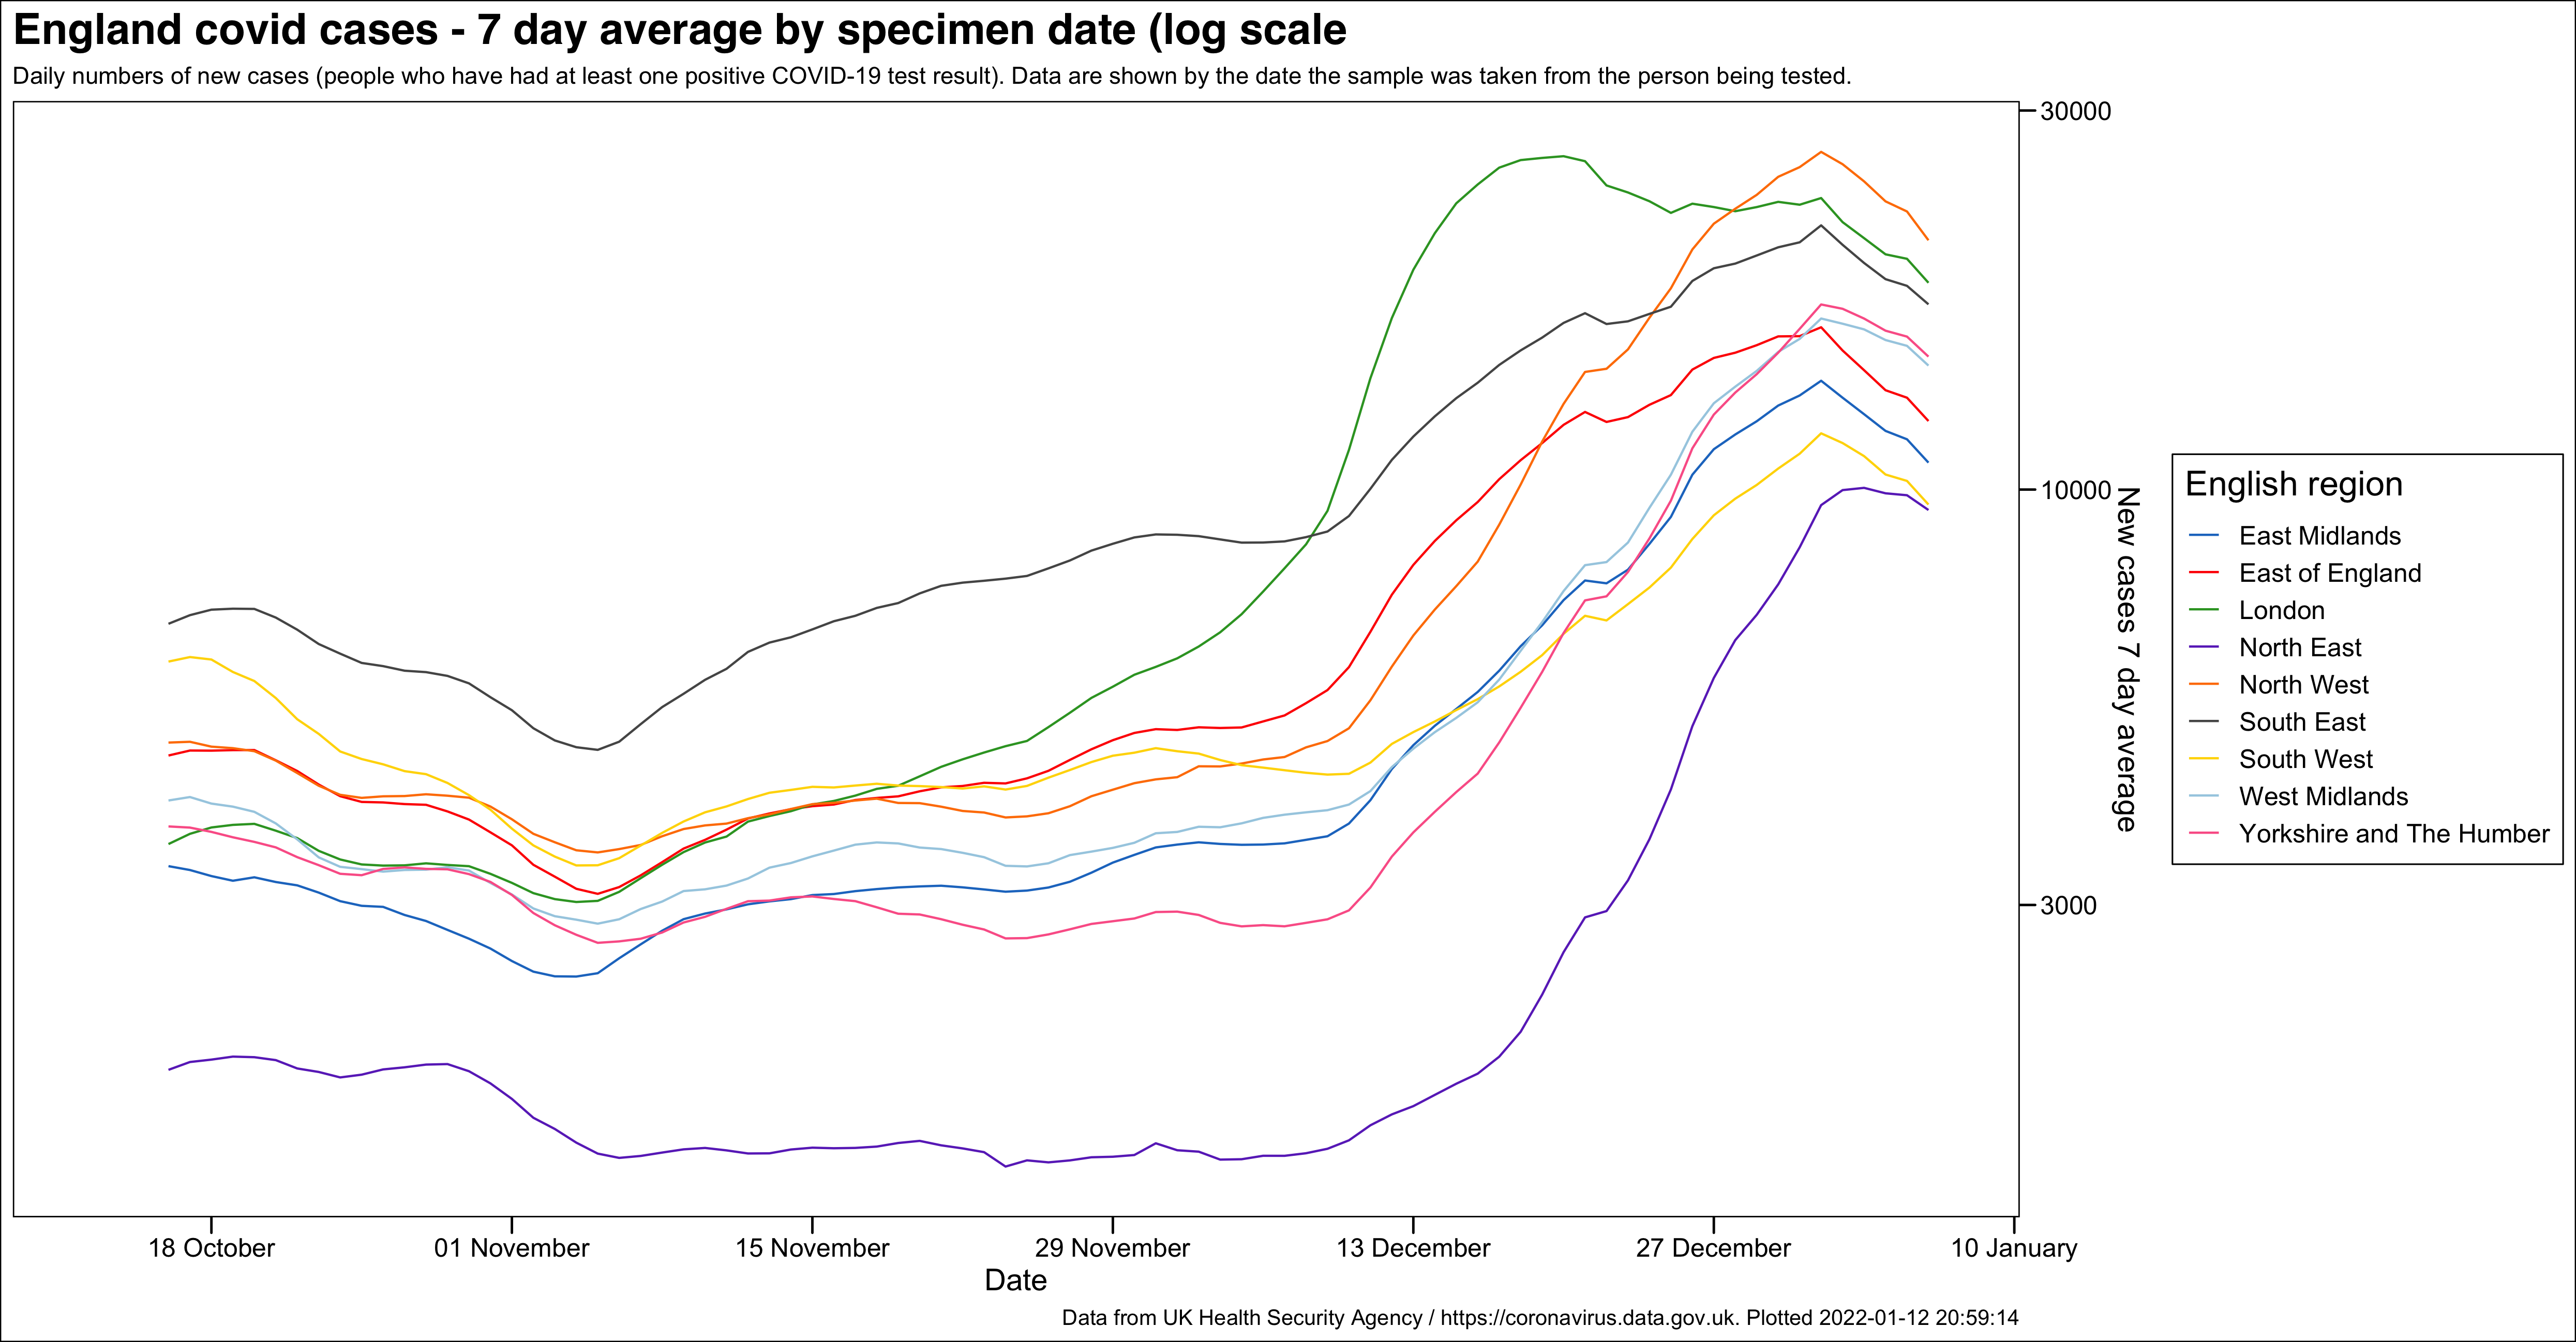 England covid cases - 7 day average by specimen date (log scale
Daily numbers of new cases (people who have had at least one positive COVID-19 test result). Data are shown by the date the sample was taken from the person being tested.
30000
10000
3000
New cases 7 day average
English region
East Midlands
East of England
London
North East
North West
South East
South West
West Midlands
Yorkshire and The Humber
18 October
01 November
15 November
29 November
13 December
27 December
10 January
Date
Data from UK Health Security Agency / https://coronavirus.data.gov.uk. Plotted 2022-01-12 20:59:14